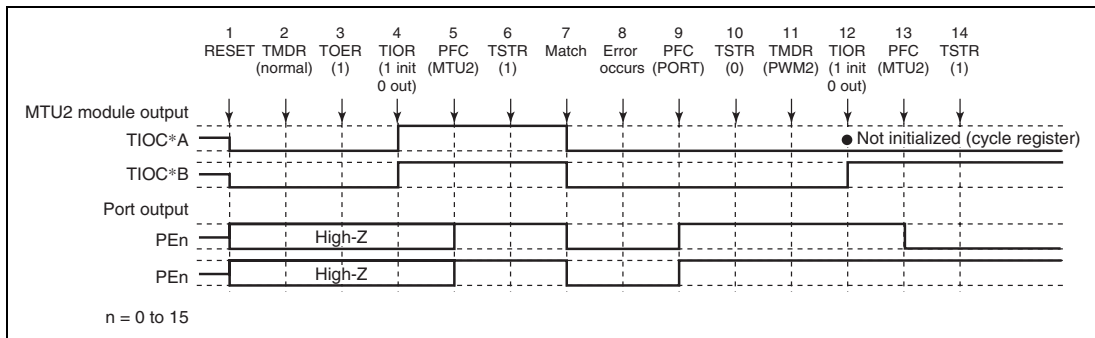 1 2 3 4 5 6 7 8 9 10 11 12 13 14
RESET TMDR TOER TIOR PFC TSTR Match Error PFC TSTR TMDR TIOR PFC TSTR
(normal) (1) (1 init (MTU2) (1) occurs (PORT) (0) (PWM2) (1 init (MTU2) (1)
0 out) 0 out)
MTU2 module output
TIOC*A
● Not initialized (cycle register)
TIOC*B
Port output
PEn
High-Z
PEn
High-Z
n = 0 to 15